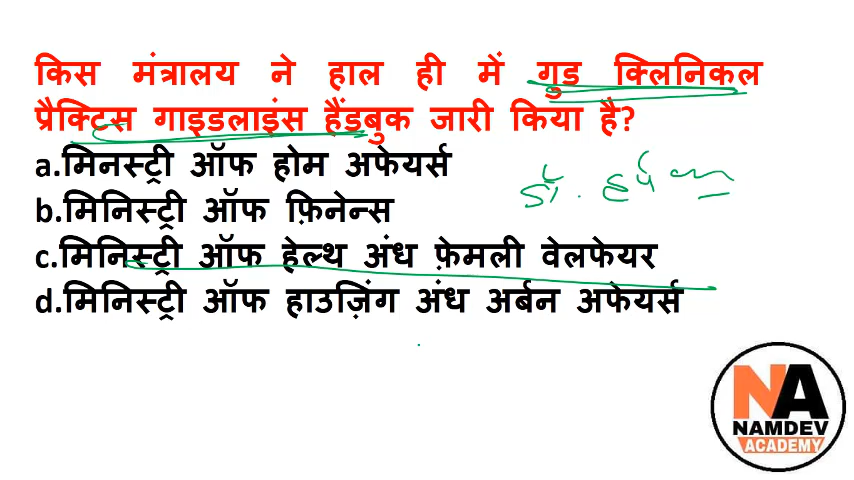 किस मंत्रालय ने हाल ही में गुड क्लिनिकल
प्रैक्टिस गाइडलाइंस हैंडबुक जारी किया है?
a.मिनस्ट्री ऑफ होम अफेयर्स
b.मिनिस्ट्री ऑफ फ़िनेन्स
c.मिनिस्ट्री ऑफ हेल्थ अंध फ़ेमली वेलफेयर
d.मिनिस्ट्री ऑफ हाउज़िंग अंध अर्बन अफेयर्स
डॉ. हर्ष
NA
NAMDEV
ACADEMY